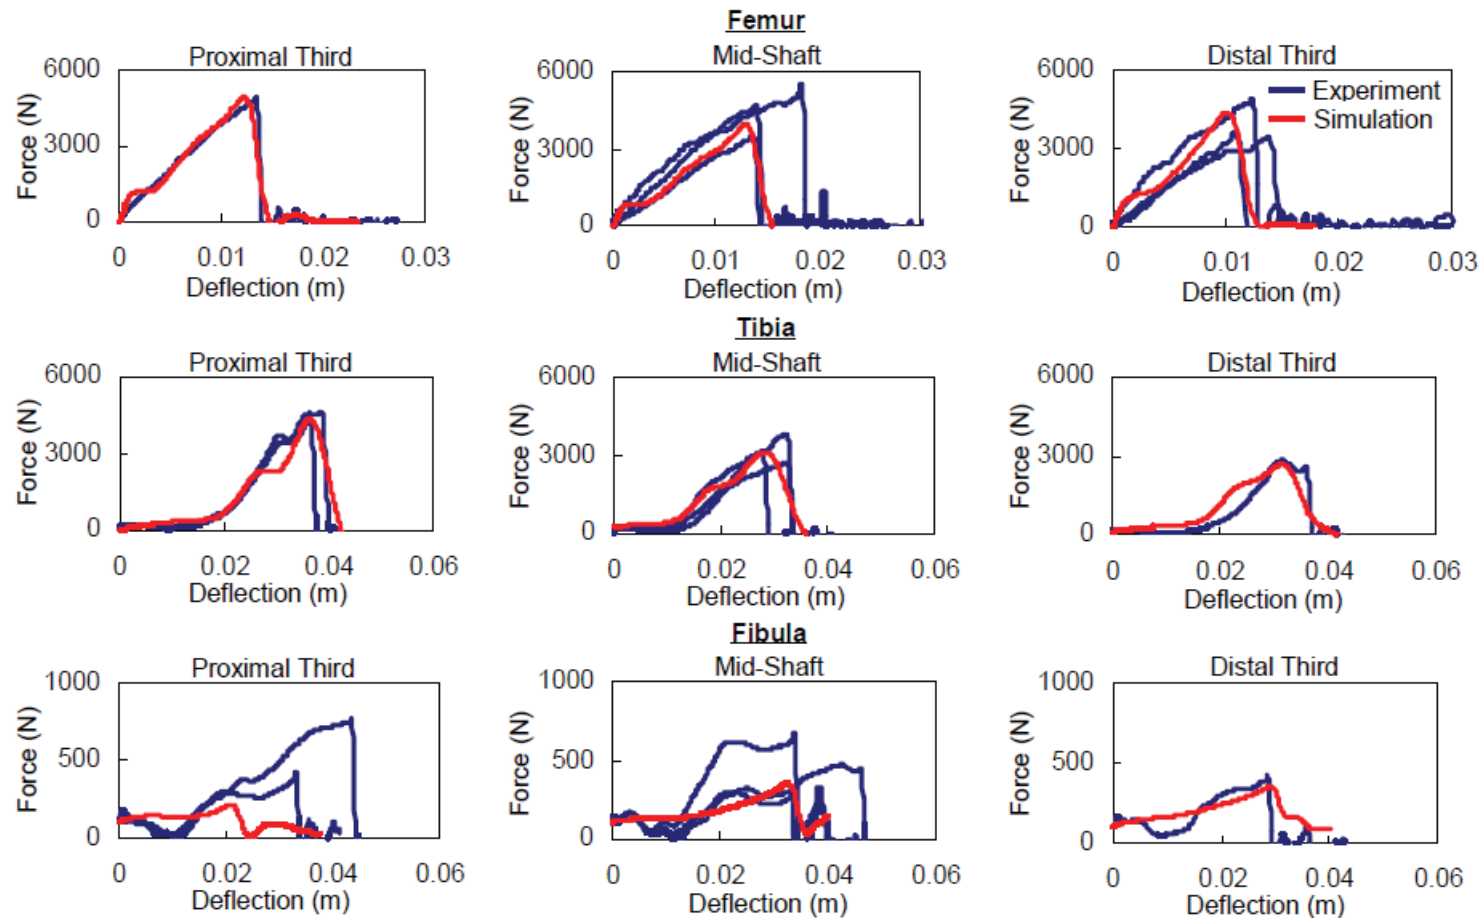 Femur
Proximal Third
Mid-Shaft
Distal Third
Force (N)
6000
3000
0
0 0.01 0.02 0.03
Deflection (m)
Force (N)
6000
3000
0
0 0.01 0.02 0.03
Deflection (m)
Force (N)
6000
3000
0
Experiment
Simulation
0 0.01 0.02 0.03
Deflection (m)
Tibia
Proximal Third
Mid-Shaft
Distal Third
Force (N)
6000
3000
0
0 0.02 0.04 0.06
Deflection (m)
Force (N)
6000
3000
0
0 0.02 0.04 0.06
Deflection (m)
Force (N)
6000
3000
0
0 0.02 0.04 0.06
Deflection (m)
Fibula
Proximal Third
Mid-Shaft
Distal Third
Force (N)
1000
500
0
0 0.02 0.04 0.06
Deflection (m)
Force (N)
1000
500
0
0 0.02 0.04 0.06
Deflection (m)
Force (N)
1000
500
0
0 0.02 0.04 0.06
Deflection (m)